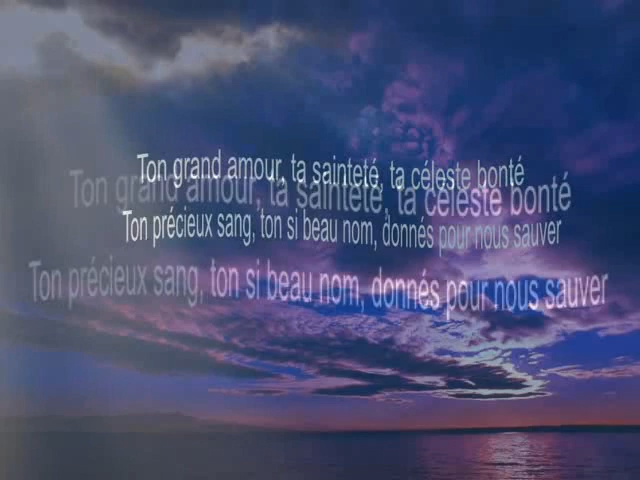 Ton grand amour, ta sainteté, ta céleste bonté
Ton grand amour, ta sainteté, ta céleste bonté
Ton précieux sang, ton si beau nom, donnés pour nous sauver
Ton précieux sang, ton si beau nom, donnés pour nous sauver